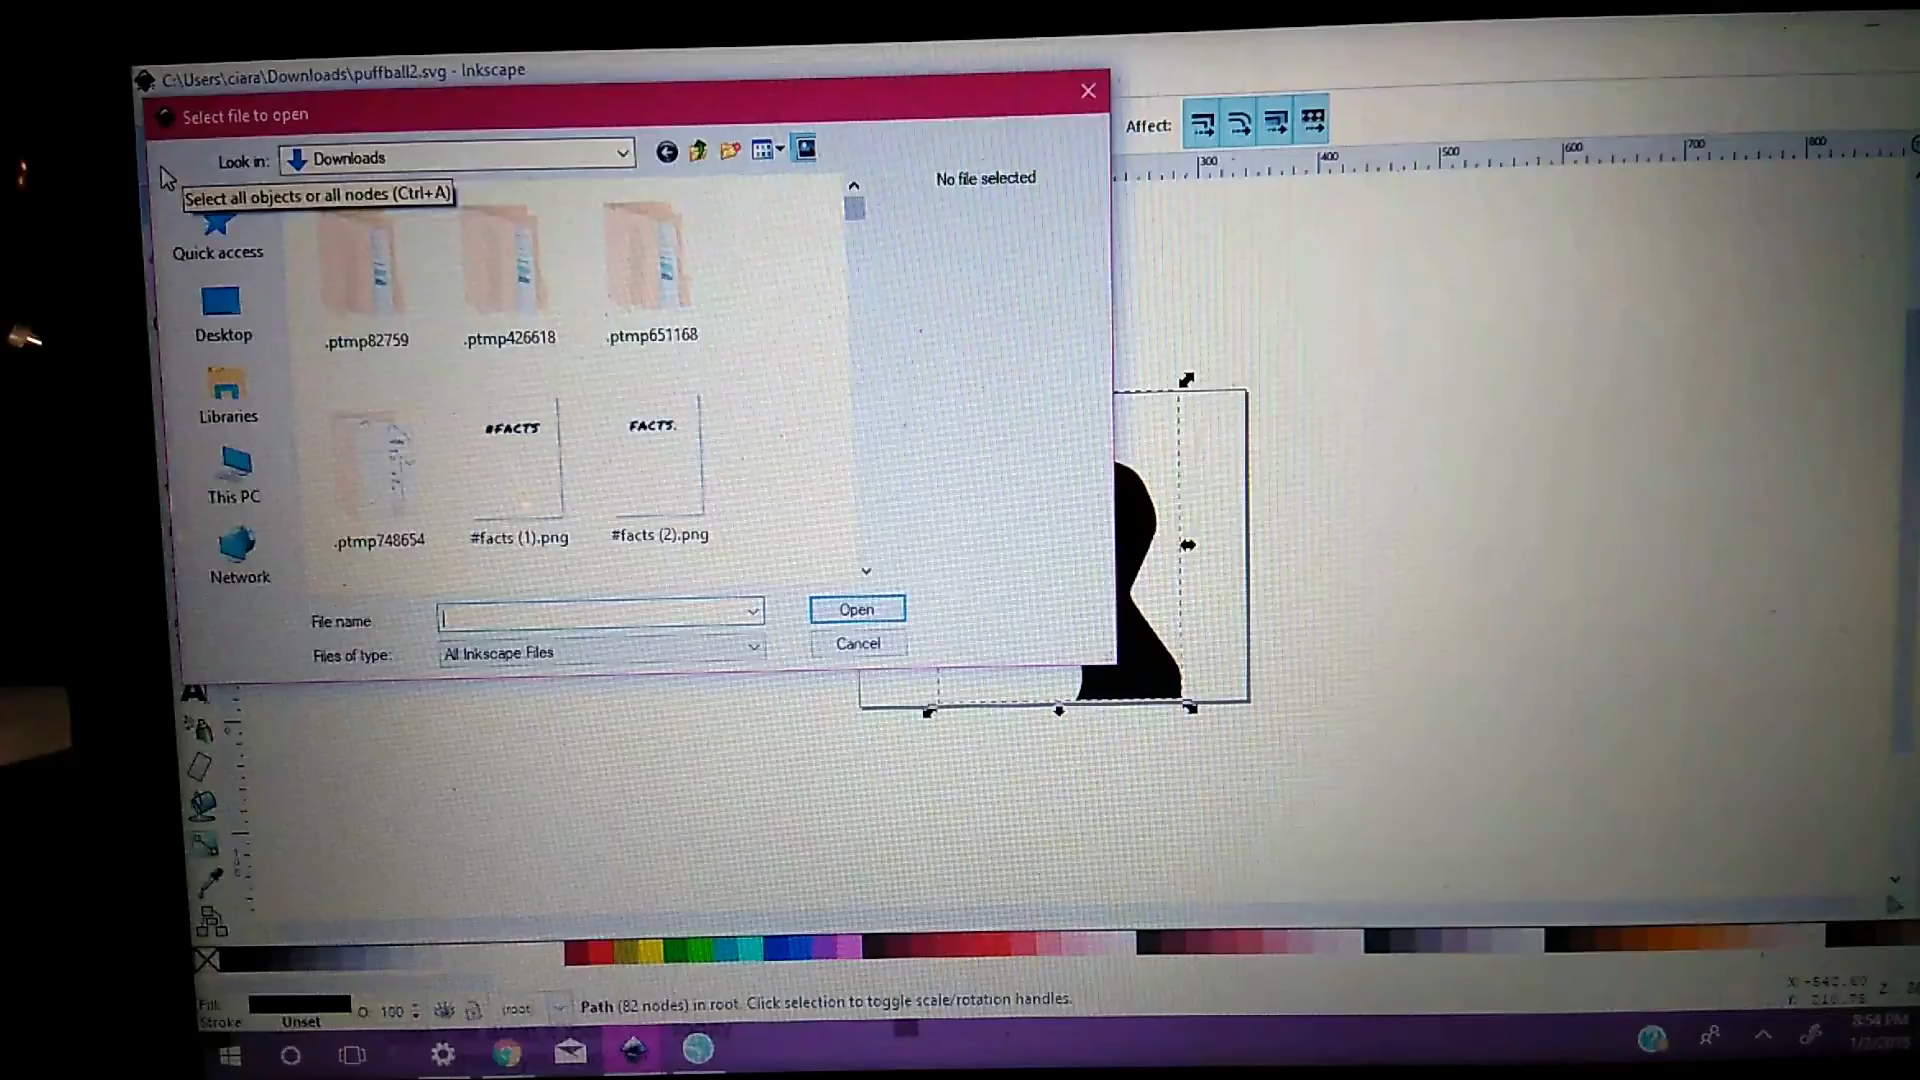 C:\Users\ciara\Downloads\puffball2.svg - Inkscape
Select file to open
Look in: Downloads
Affect:
Select all objects or all nodes (Ctrl+A)
No file selected
300 400 500 600 700 800
Quick access
Desktop
Libraries
This PC
Network
.ptmp82759
.ptmp426618
.ptmp651168
#FACTS
FACTS.
.ptmp748654
#facts (1).png
#facts (2).png
File name
Open
Files of type: All Inkscape Files
Cancel
Fill:
Stroke:
Unset
O: 100
(root
Path (82 nodes) in root. Click selection to toggle scale/rotation handles.
8:54 PM